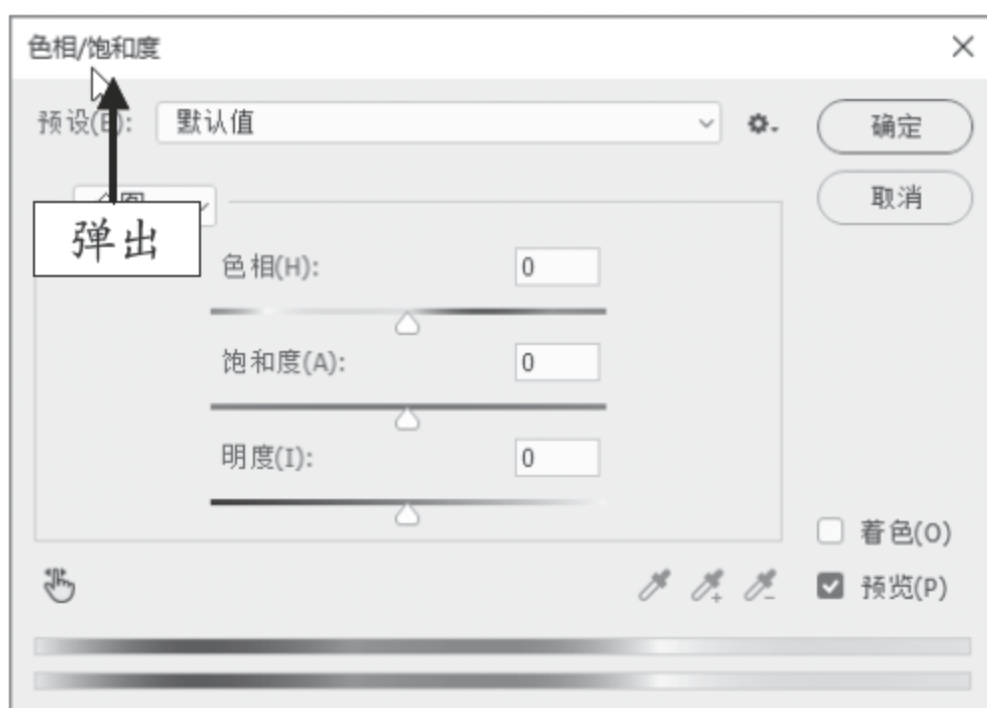 色相/饱和度
预设(E): 默认值
确定
取消
弹出
色相(H): 0
饱和度(A): 0
明度(I): 0
着色(O)
预览(P)